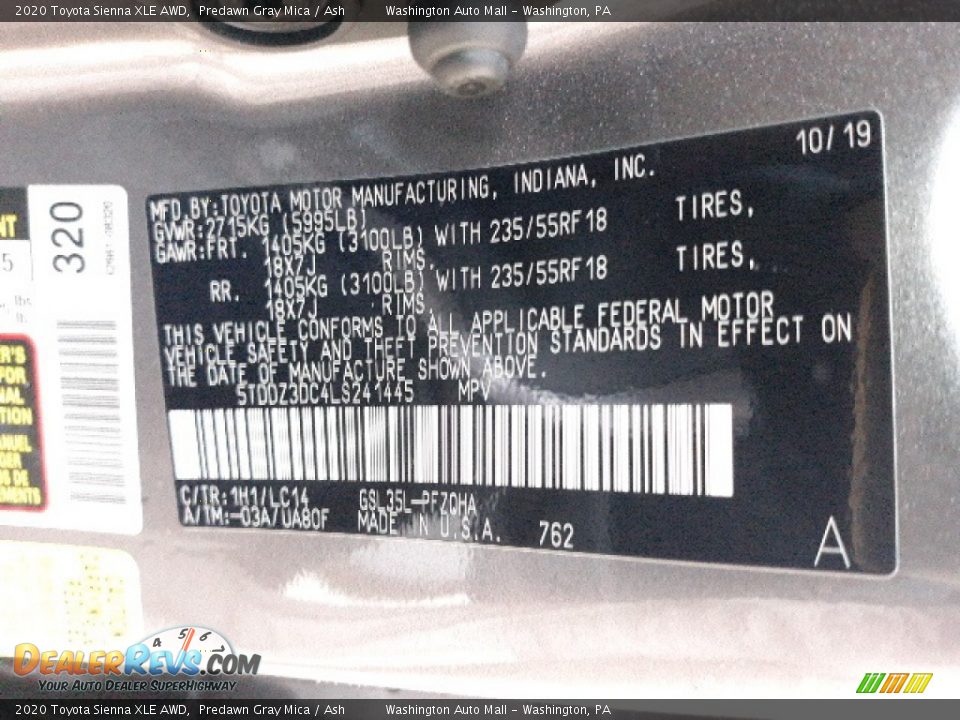 2020 Toyota Sienna XLE AWD, Predawn Gray Mica / Ash Washington Auto Mall - Washington, PA
10/19
MFD.BY:TOYOTA MOTOR MANUFACTURING, INDIANA, INC.
GVWR:2715KG (5995LB)
GAWR:FRT. 1405KG (3100LB) WITH 235/55RF18 TIRES,
18X7J RIMS,
RR. 1405KG (3100LB) WITH 235/55RF18 TIRES,
18X7J RIMS,
THIS VEHICLE CONFORMS TO ALL APPLICABLE FEDERAL MOTOR
VEHICLE SAFETY AND THEFT PREVENTION STANDARDS IN EFFECT ON
THE DATE OF MANUFACTURE SHOWN ABOVE.
5TDDZ3DC4LS241445 MPV
C/TR:1H1/LC14 GSL35L-PFZQHA
A/TM:-03A/UA80F MADE IN U.S.A. 762
A
320
5
DEALERREVS.COM
YOUR AUTO DEALER SUPERHIGHWAY
4 5 6
2020 Toyota Sienna XLE AWD, Predawn Gray Mica / Ash Washington Auto Mall - Washington, PA